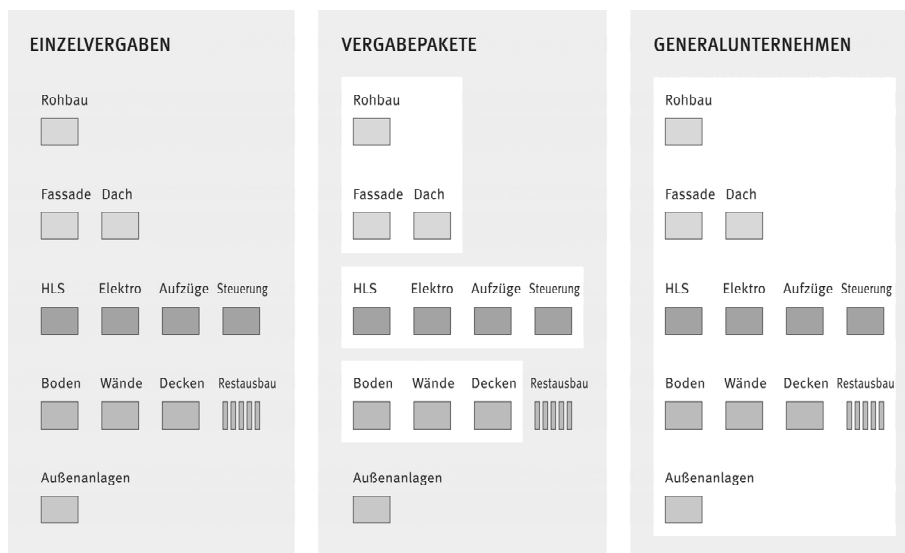 EINZELVERGABEN
Rohbau
Fassade Dach
HLS Elektro Aufzüge Steuerung
Boden Wände Decken Restausbau
Außenanlagen
VERGABEPAKETE
Rohbau
Fassade Dach
HLS Elektro Aufzüge Steuerung
Boden Wände Decken Restausbau
Außenanlagen
GENERALUNTERNEHMEN
Rohbau
Fassade Dach
HLS Elektro Aufzüge Steuerung
Boden Wände Decken Restausbau
Außenanlagen